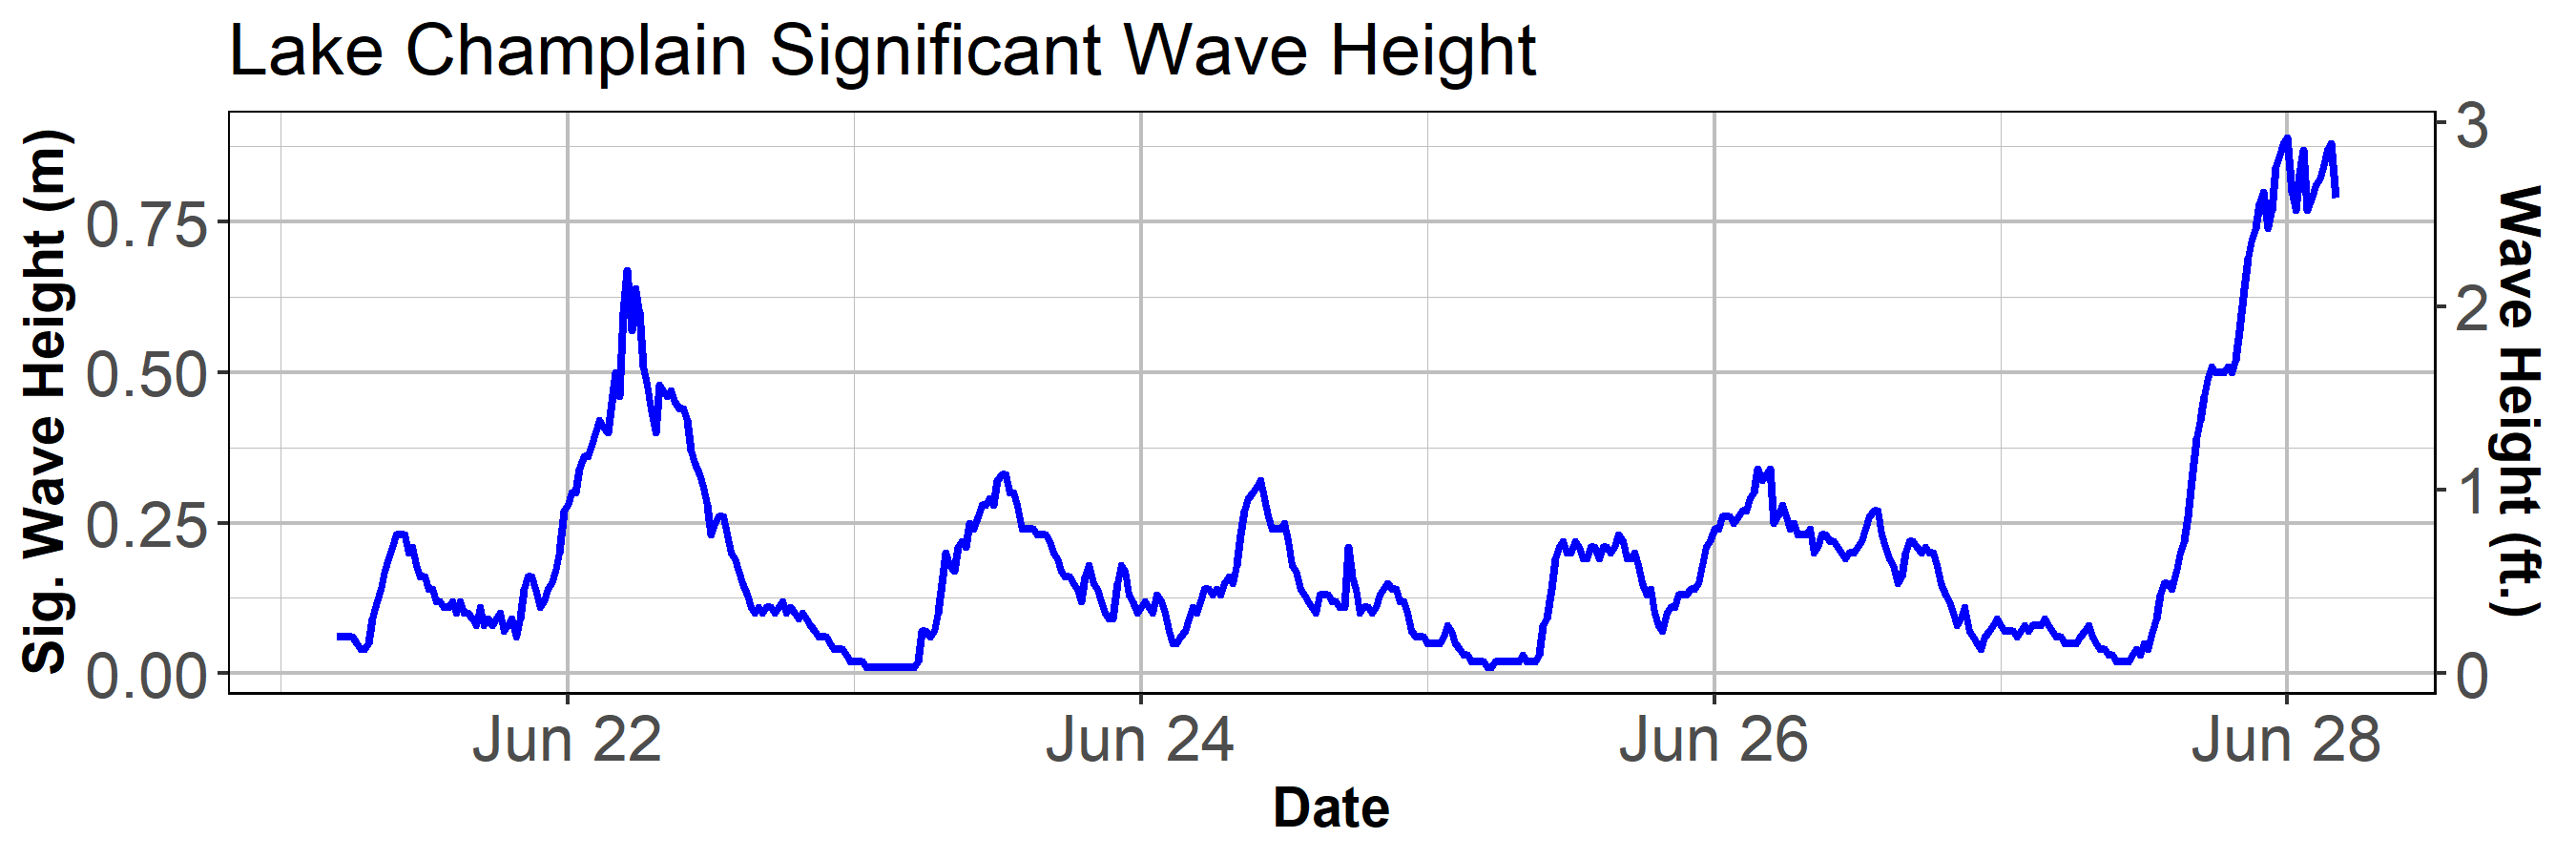 Lake Champlain Significant Wave Height
Sig. Wave Height (m)
0.75
0.50
0.25
0.00
3
2
1
0
Wave Height (ft.)
Jun 22
Jun 24
Jun 26
Jun 28
Date